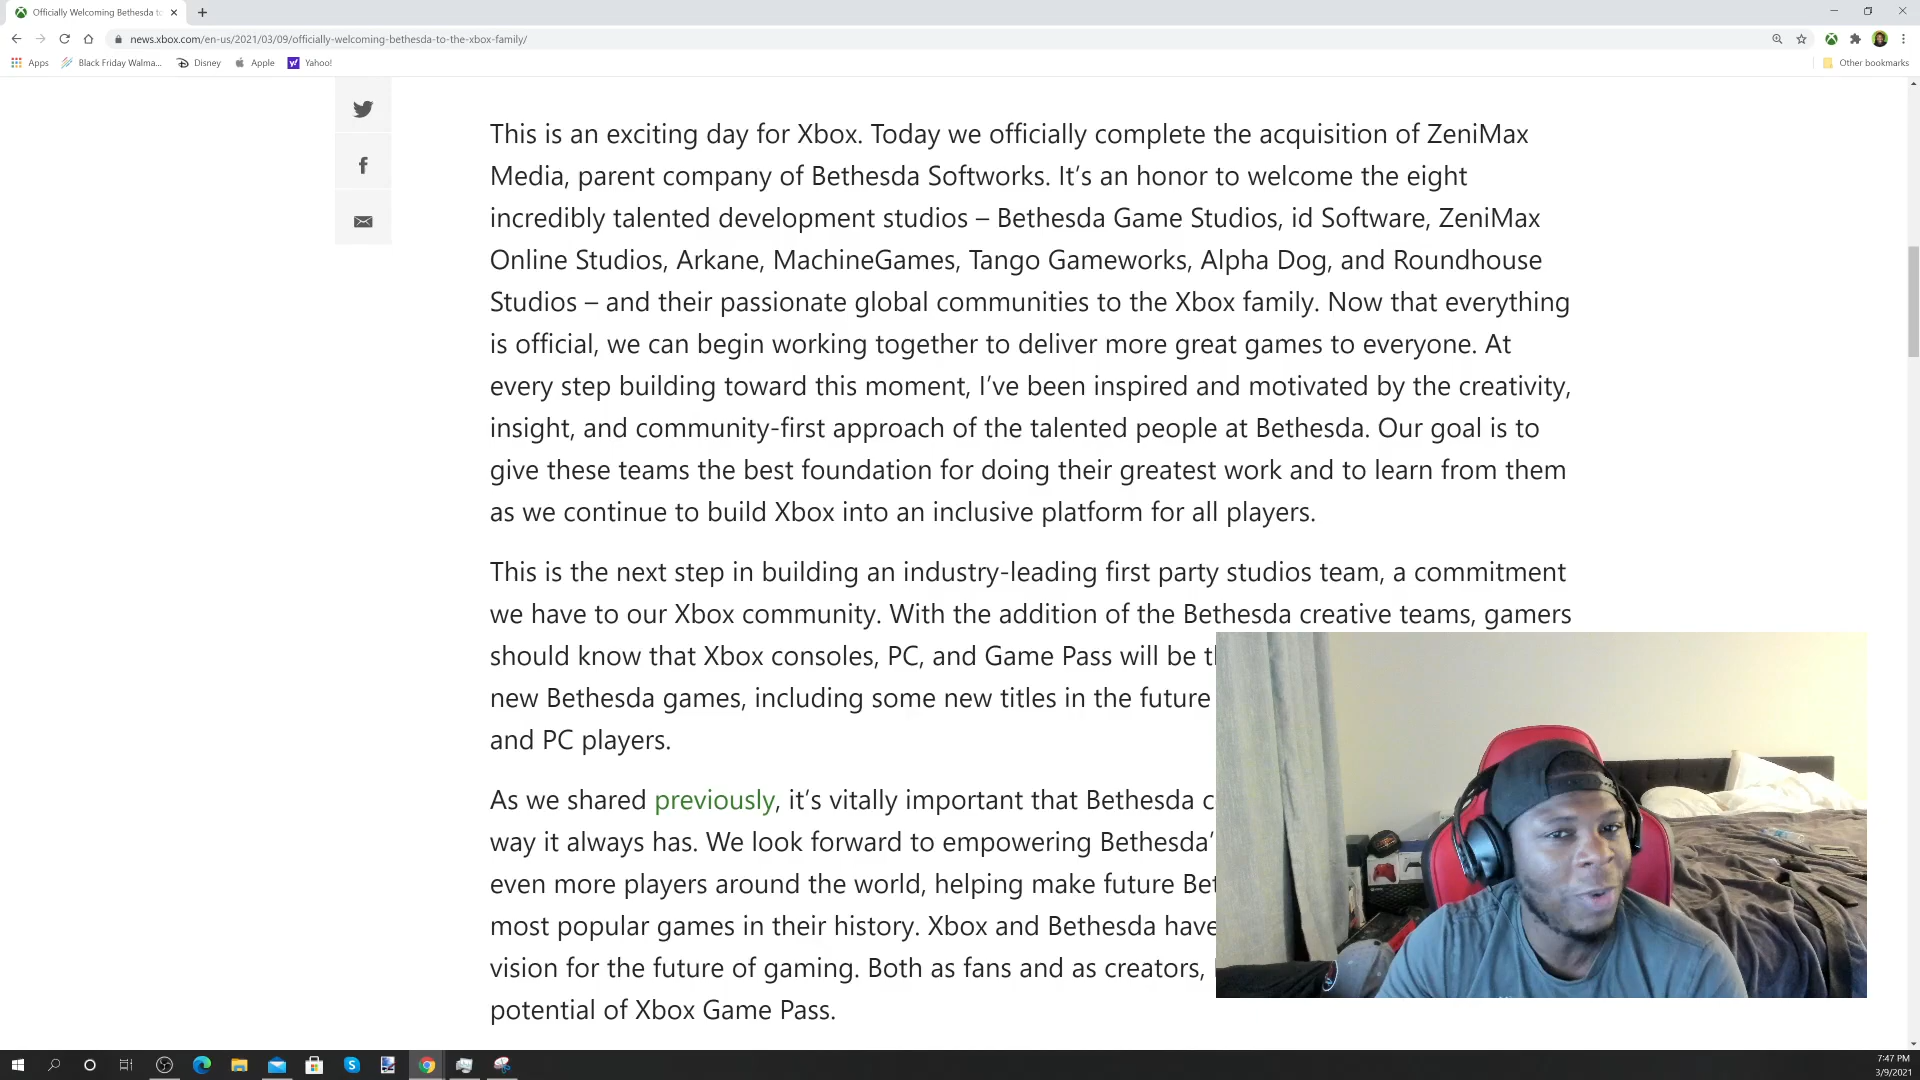 Officially Welcoming Bethesda to
news.xbox.com/en-us/2021/03/09/officially-welcoming-bethesda-to-the-xbox-family/
Apps Black Friday Walma... Disney Apple Yahoo! Other bookmarks
This is an exciting day for Xbox. Today we officially complete the acquisition of ZeniMax
Media, parent company of Bethesda Softworks. It’s an honor to welcome the eight
incredibly talented development studios – Bethesda Game Studios, id Software, ZeniMax
Online Studios, Arkane, MachineGames, Tango Gameworks, Alpha Dog, and Roundhouse
Studios – and their passionate global communities to the Xbox family. Now that everything
is official, we can begin working together to deliver more great games to everyone. At
every step building toward this moment, I’ve been inspired and motivated by the creativity,
insight, and community-first approach of the talented people at Bethesda. Our goal is to
give these teams the best foundation for doing their greatest work and to learn from them
as we continue to build Xbox into an inclusive platform for all players.
This is the next step in building an industry-leading first party studios team, a commitment
we have to our Xbox community. With the addition of the Bethesda creative teams, gamers
should know that Xbox consoles, PC, and Game Pass will be
new Bethesda games, including some new titles in the future
and PC players.
As we shared previously, it’s vitally important that Bethesda
way it always has. We look forward to empowering Bethesda’
even more players around the world, helping make future
most popular games in their history. Xbox and Bethesda have
vision for the future of gaming. Both as fans and as creators,
potential of Xbox Game Pass.
7:47 PM
3/9/2021